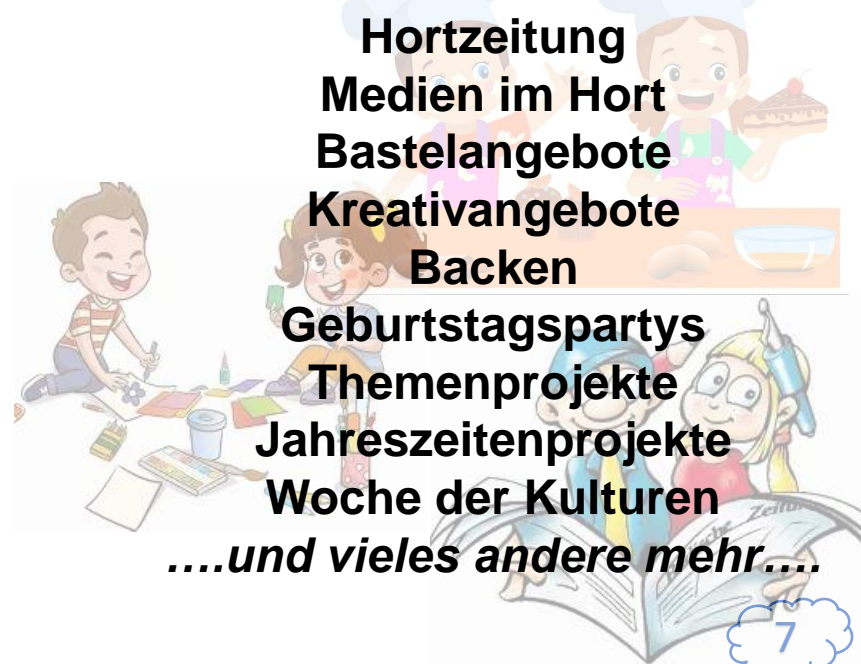 Hortzeitung
Medien im Hort
Bastelangebote
Kreativangebote
Backen
Geburtstagspartys
Themenprojekte
Jahreszeitenprojekte
Woche der Kulturen
….und vieles andere mehr….
7